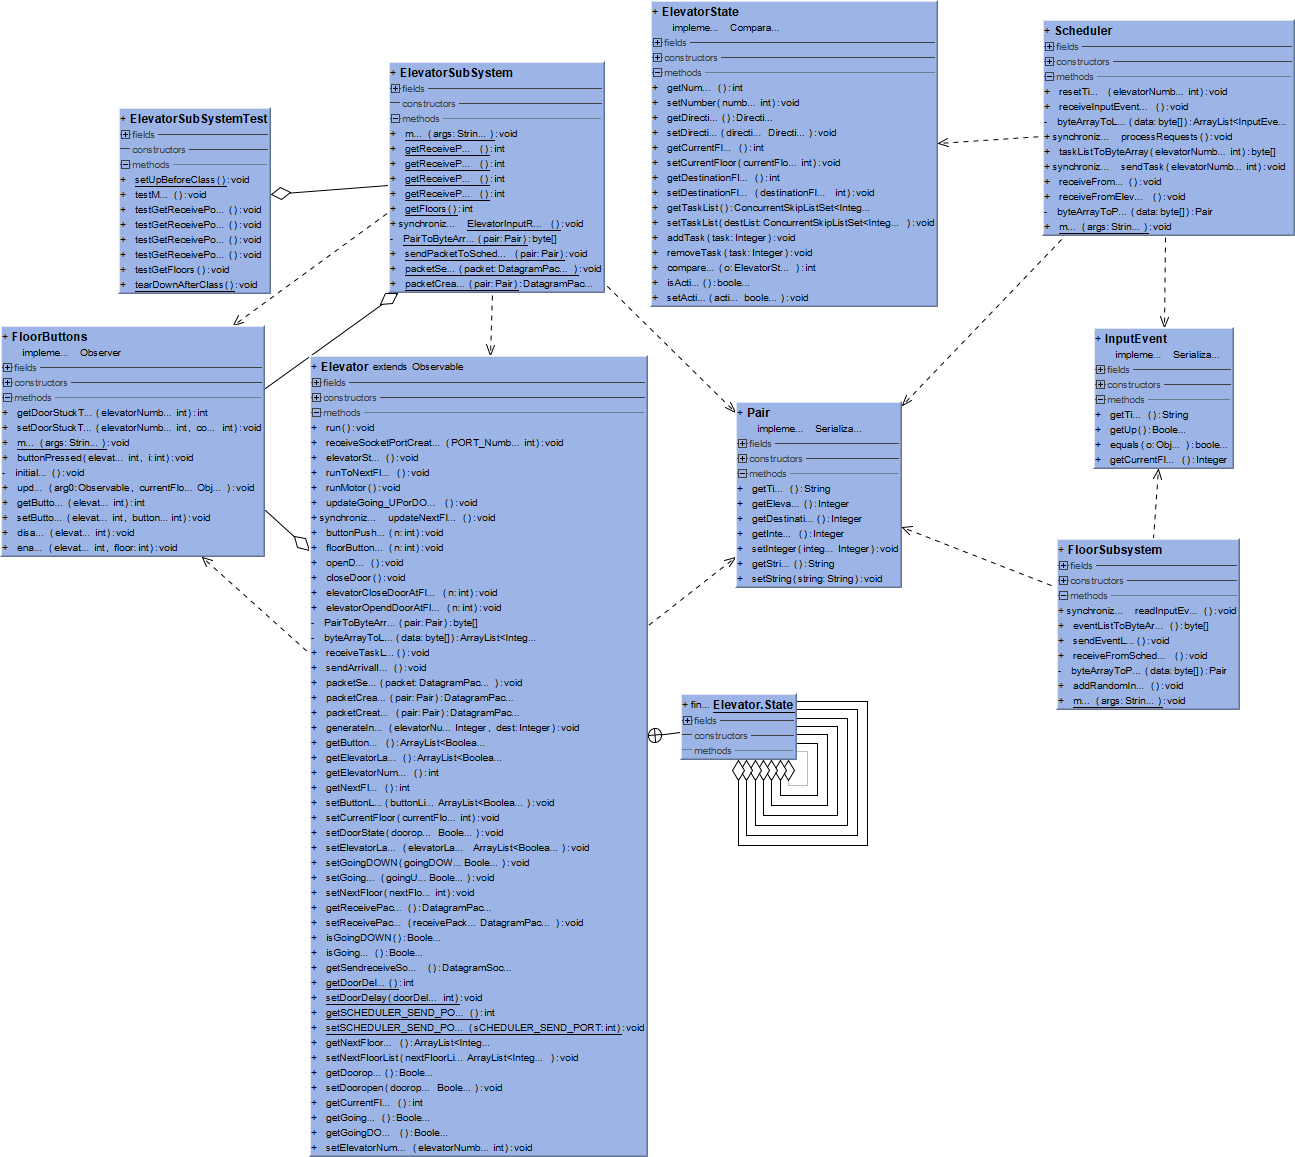 + ElevatorState
impleme... Compara...
fields
constructors
methods
+ getNum... ():int
+ setNumber(numb... int):void
+ getDirecti... ():Directi...
+ setDirecti... (directi... Directi... ):void
+ getCurrentFl... ():int
+ setCurrentFloor(currentFlo... int):void
+ getDestinationFl... ():int
+ setDestinationFl... (destinationFl... int):void
+ getTaskList():ConcurrentSkipListSet<Integ...
+ setTaskList(destList:ConcurrentSkipListSet<Integ... ):void
+ addTask(task:Integer):void
+ removeTask(task:Integer):void
+ compare... (o:ElevatorSt... ):int
+ isActi... ():boole...
+ setActi... (acti... boole... ):void
+ Scheduler
fields
constructors
methods
+ resetTi... (elevatorNumb... int):void
+ receiveInputEvent... ():void
- byteArrayToL... (data:byte[]):ArrayList<InputEve...
+ synchroniz... processRequests():void
+ taskListToByteArray(elevatorNumb... int):byte[]
+ synchroniz... sendTask(elevatorNumb... int):void
+ receiveFrom... ():void
+ receiveFromElev... ():void
- byteArrayToP... (data:byte[]):Pair
+ m... (args:Strin... ):void
+ ElevatorSubSystem
fields
constructors
methods
+ m... (args:Strin... ):void
+ getReceiveP... ():int
+ getReceiveP... ():int
+ getReceiveP... ():int
+ getReceiveP... ():int
+ getFloors():int
+ synchroniz... ElevatorInputR... ():void
- PairToByteArr... (pair:Pair):byte[]
+ sendPacketToSched... (pair:Pair):void
+ packetSe... (packet:DatagramPac... ):void
+ packetCrea... (pair:Pair):DatagramPac...
+ ElevatorSubSystemTest
fields
constructors
methods
+ setUpBeforeClass():void
+ testM... ():void
+ testGetReceivePo... ():void
+ testGetReceivePo... ():void
+ testGetReceivePo... ():void
+ testGetReceivePo... ():void
+ testGetFloors():void
+ tearDownAfterClass():void
+ FloorButtons
impleme... Observer
fields
constructors
methods
+ getDoorStuckT... (elevatorNumb... int):int
+ setDoorStuckT... (elevatorNumb... int, co... int):void
+ m... (args:Strin... ):void
+ buttonPressed(elevat... int, i:int):void
- initial... ():void
+ upd... (arg0:Observable, currentFlo... Obj... ):void
+ getButto... (elevat... int):int
+ setButto... (elevat... int, button... int):void
+ disa... (elevat... int):void
+ ena... (elevat... int, floor:int):void
+ Elevator extends Observable
fields
constructors
methods
+ run():void
+ receiveSocketPortCreat... (PORT_Numb... int):void
+ elevatorSt... ():void
+ runToNextFl... ():void
+ runMotor():void
+ updateGoing_UPorDO... ():void
+ synchroniz... updateNextFl... ():void
+ buttonPush... (n:int):void
+ floorButton... (n:int):void
+ openD... ():void
+ closeDoor():void
+ elevatorCloseDoorAtFl... (n:int):void
+ elevatorOpendDoorAtFl... (n:int):void
- PairToByteArr... (pair:Pair):byte[]
- byteArrayToL... (data:byte[]):ArrayList<Integ...
+ receiveTaskL... ():void
+ sendArrivalI... ():void
+ packetSe... (packet:DatagramPac... ):void
+ packetCrea... (pair:Pair):DatagramPac...
+ packetCreat... (pair:Pair):DatagramPac...
+ generateIn... (elevatorNu... Integer, dest:Integer):void
+ getButton... ():ArrayList<Boolea...
+ getElevatorLa... ():ArrayList<Boolea...
+ getElevatorNum... ():int
+ getNextFl... ():int
+ setButtonL... (buttonLi... ArrayList<Boolea... ):void
+ setCurrentFloor(currentFlo... int):void
+ setDoorState(doorop... Boole... ):void
+ setElevatorLa... (elevatorLa... ArrayList<Boolea... ):void
+ setGoingDOWN(goingDOW... Boole... ):void
+ setGoing... (goingU... Boole... ):void
+ setNextFloor(nextFlo... int):void
+ getReceivePac... ():DatagramPac...
+ setReceivePac... (receivePack... DatagramPac... ):void
+ isGoingDOWN():Boole...
+ isGoing... ():Boole...
+ getSendreceiveSo... ():DatagramSoc...
+ getDoorDel... ():int
+ setDoorDelay(doorDel... int):void
+ getSCHEDULER_SEND_PO... ():int
+ setSCHEDULER_SEND_PO... (sCHEDULER_SEND_PORT:int):void
+ getNextFloor... ():ArrayList<Integ...
+ setNextFloorList(nextFloorLi... ArrayList<Integ... ):void
+ getDoorop... ():Boole...
+ setDooropen(doorop... Boole... ):void
+ getCurrentFl... ():int
+ getGoing... ():Boole...
+ getGoingDO... ():Boole...
+ setElevatorNum... (elevatorNumb... int):void
+ Pair
impleme... Serializa...
fields
constructors
methods
+ getTi... ():String
+ getEleva... ():Integer
+ getDestinati... ():Integer
+ getInte... ():Integer
+ setInteger(integ... Integer):void
+ getStri... ():String
+ setString(string:String):void
+ InputEvent
impleme... Serializa...
fields
constructors
methods
+ getTi... ():String
+ getUp():Boole...
+ equals(o:Obj... ):boole...
+ getCurrentFl... ():Integer
+ FloorSubsystem
fields
constructors
methods
+ synchroniz... readInputEv... ():void
+ eventListToByteAr... ():byte[]
+ sendEventL... ():void
+ receiveFromSched... ():void
- byteArrayToP... (data:byte[]):Pair
+ addRandomIn... ():void
+ m... (args:Strin... ):void
+ fin... Elevator.State
fields
constructors
methods